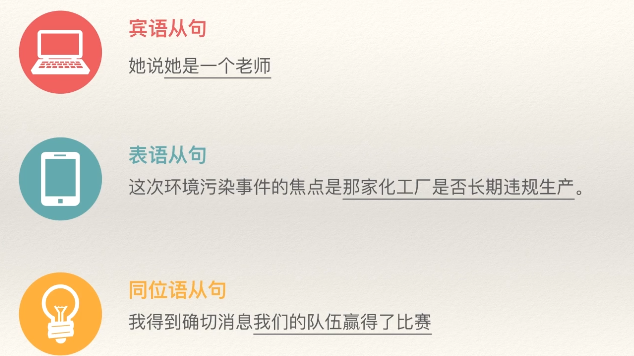 宾语从句
她说她是一个老师
表语从句
这次环境污染事件的焦点是那家化工厂是否长期违规生产。
同位语从句
我得到确切消息我们的队伍赢得了比赛